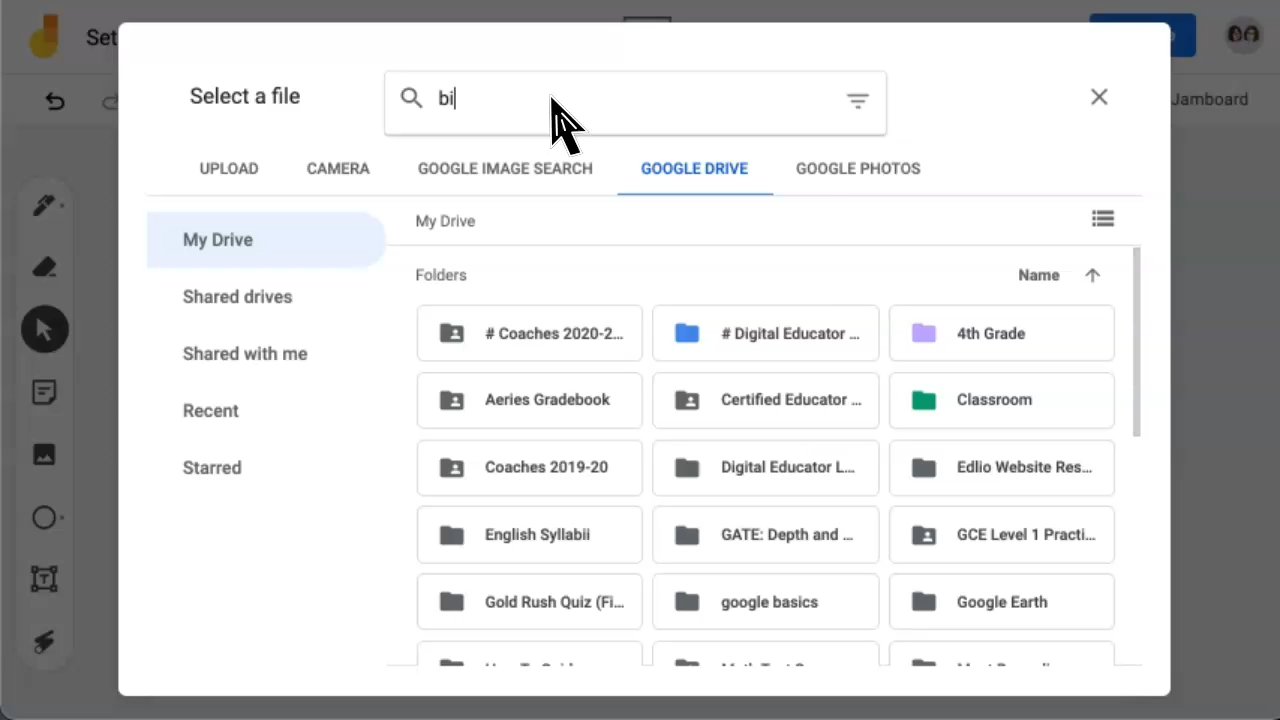 Set
Jamboard
Select a file
bi
UPLOAD
CAMERA
GOOGLE IMAGE SEARCH
GOOGLE DRIVE
GOOGLE PHOTOS
My Drive
Shared drives
Shared with me
Recent
Starred
My Drive
Folders
Name
# Coaches 2020-2...
# Digital Educator ...
4th Grade
Aeries Gradebook
Certified Educator ...
Classroom
Coaches 2019-20
Digital Educator L...
Edlio Website Res...
English Syllabii
GATE: Depth and ...
GCE Level 1 Practi...
Gold Rush Quiz (Fi...
google basics
Google Earth